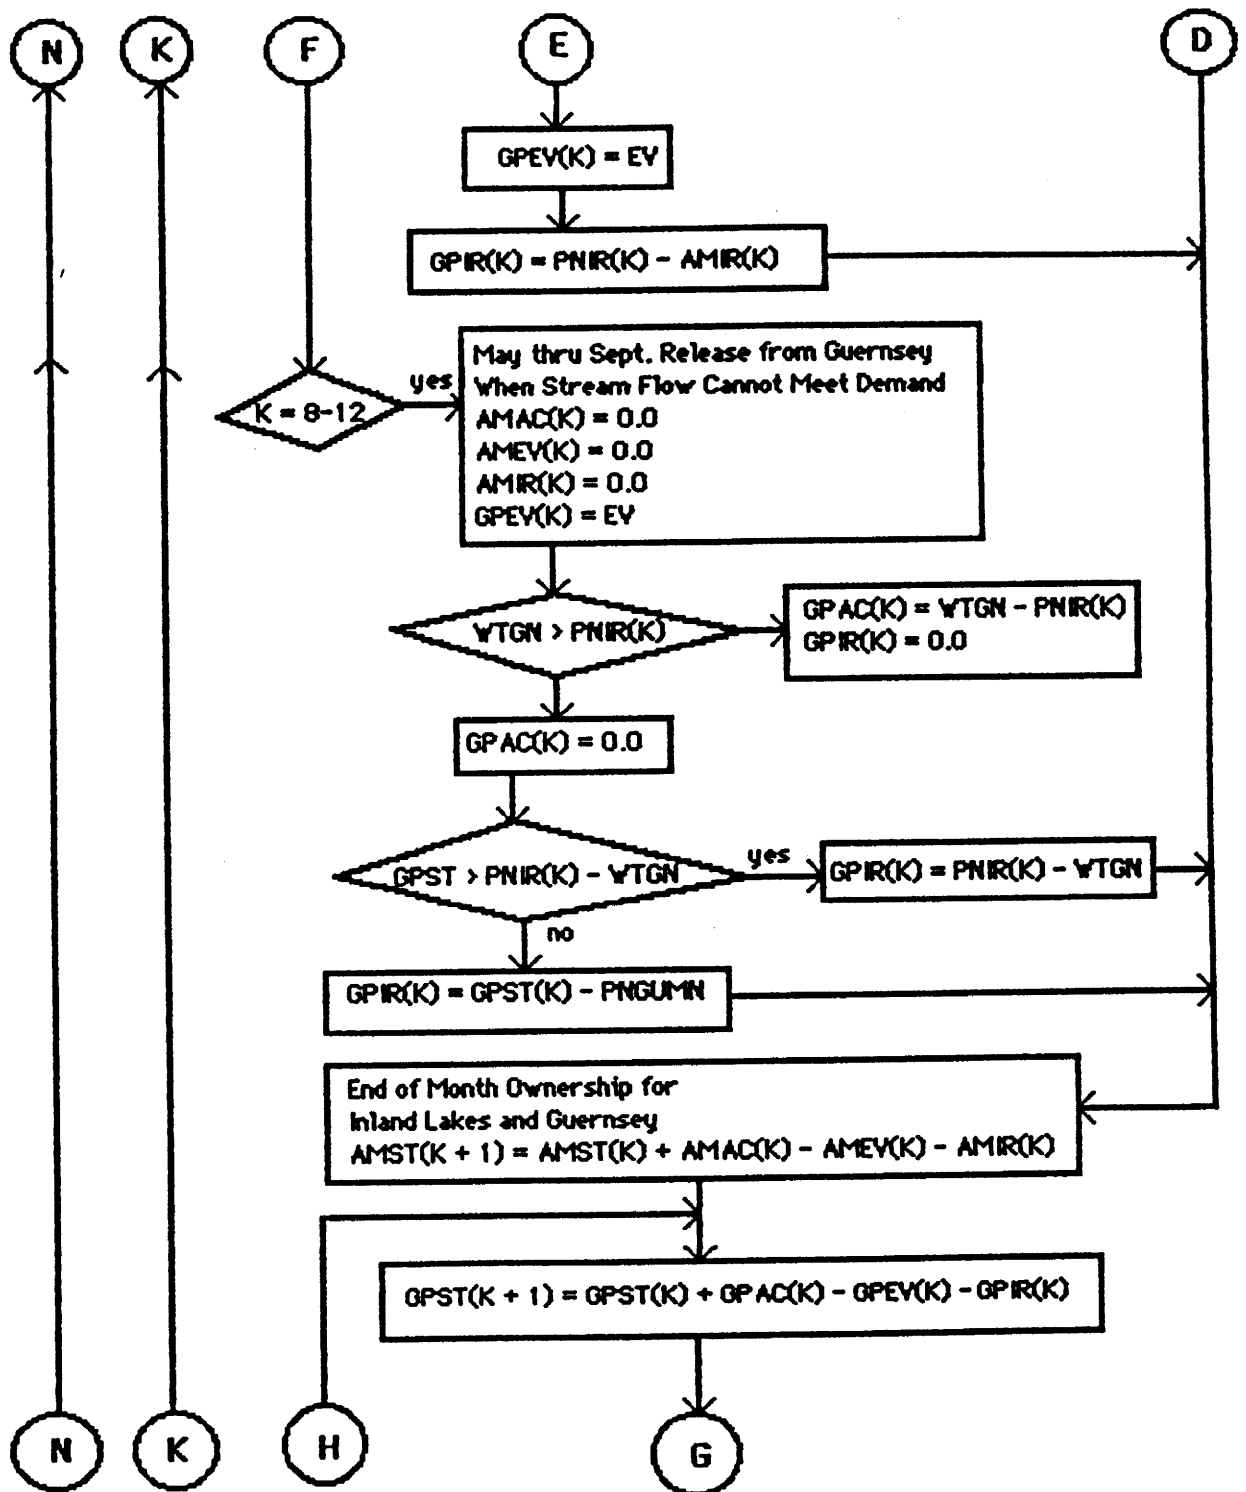 N
K
F
E
D
GPEV(K) = EV
GPIR(K) = PNIR(K) - AMIR(K)
K = 8-12
yes
May thru Sept. Release from Guernsey
When Stream Flow Cannot Meet Demand
AMAC(K) = 0.0
AMEV(K) = 0.0
AMIR(K) = 0.0
GPEV(K) = EV
WTGN > PNIR(K)
GPAC(K) = WTGN - PNIR(K)
GPIR(K) = 0.0
GPAC(K) = 0.0
GPST > PNIR(K) - WTGN
yes
GPIR(K) = PNIR(K) - WTGN
no
GPIR(K) = GPST(K) - PNGUMN
End of Month Ownership for
Inland Lakes and Guernsey
AMST(K + 1) = AMST(K) + AMAC(K) - AMEV(K) - AMIR(K)
GPST(K + 1) = GPST(K) + GPAC(K) - GPEV(K) - GPIR(K)
N
K
H
G